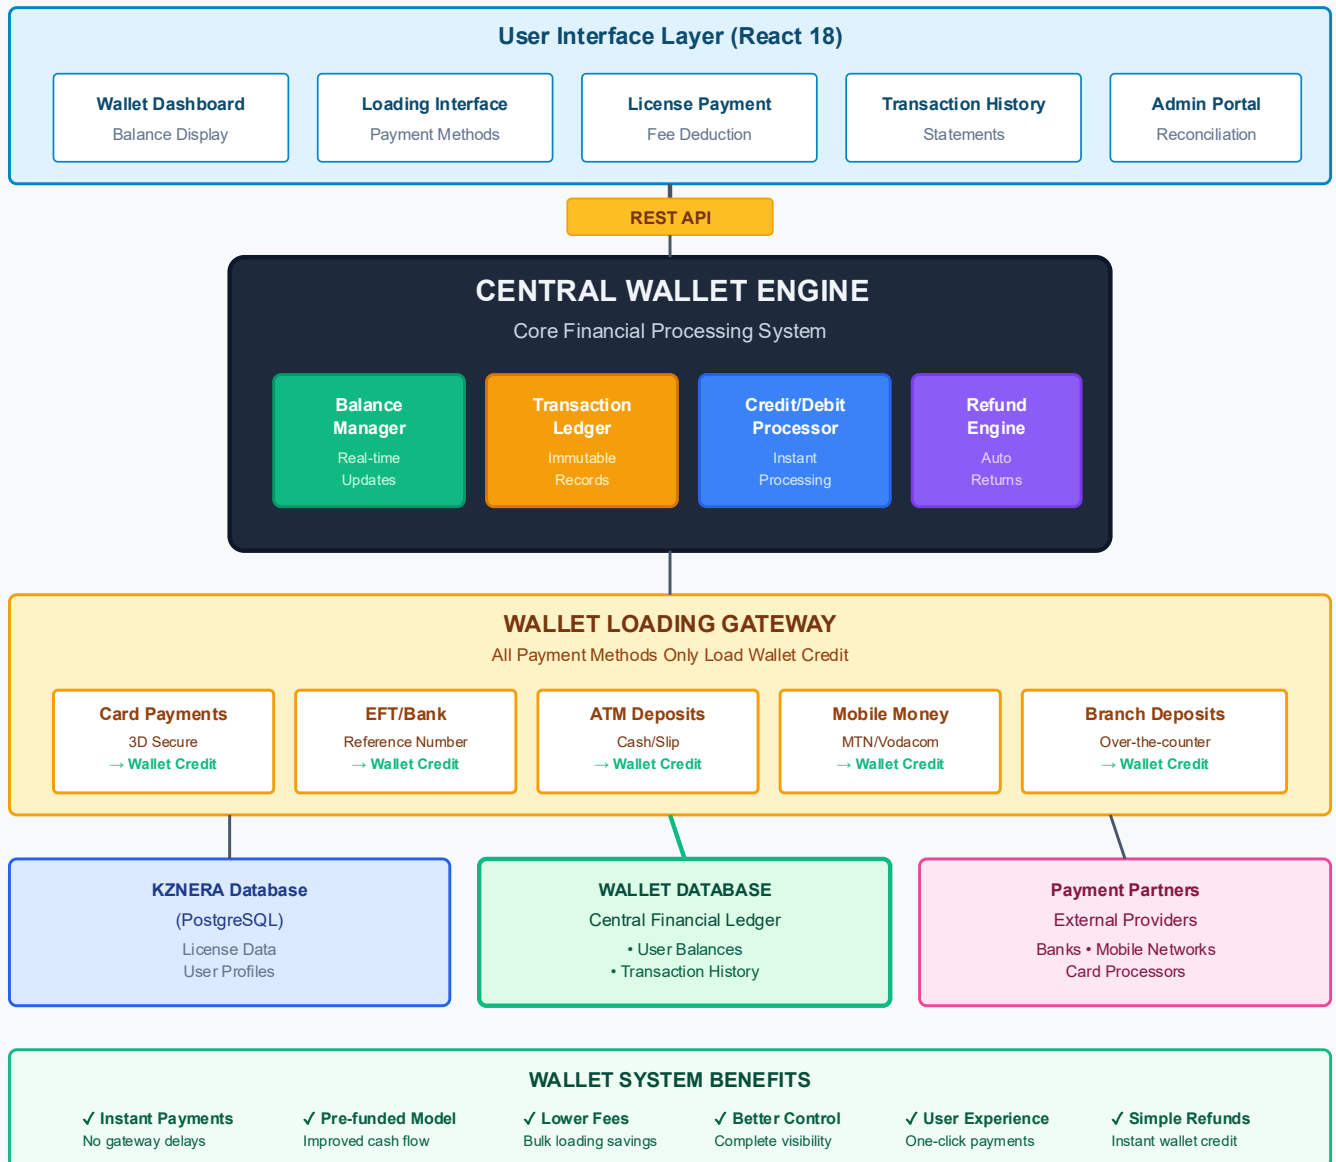 User Interface Layer (React 18)
Wallet Dashboard
Balance Display
Loading Interface
Payment Methods
License Payment
Fee Deduction
Transaction History
Statements
Admin Portal
Reconciliation
REST API
CENTRAL WALLET ENGINE
Core Financial Processing System
Balance
Manager
Real-time
Updates
Transaction
Ledger
Immutable
Records
Credit/Debit
Processor
Instant
Processing
Refund
Engine
Auto
Returns
WALLET LOADING GATEWAY
All Payment Methods Only Load Wallet Credit
Card Payments
3D Secure
→ Wallet Credit
EFT/Bank
Reference Number
→ Wallet Credit
ATM Deposits
Cash/Slip
→ Wallet Credit
Mobile Money
MTN/Vodacom
→ Wallet Credit
Branch Deposits
Over-the-counter
→ Wallet Credit
KZNERA Database
(PostgreSQL)
License Data
User Profiles
WALLET DATABASE
Central Financial Ledger
• User Balances
• Transaction History
Payment Partners
External Providers
Banks • Mobile Networks
Card Processors
WALLET SYSTEM BENEFITS
✓ Instant Payments
No gateway delays
✓ Pre-funded Model
Improved cash flow
✓ Lower Fees
Bulk loading savings
✓ Better Control
Complete visibility
✓ User Experience
One-click payments
✓ Simple Refunds
Instant wallet credit